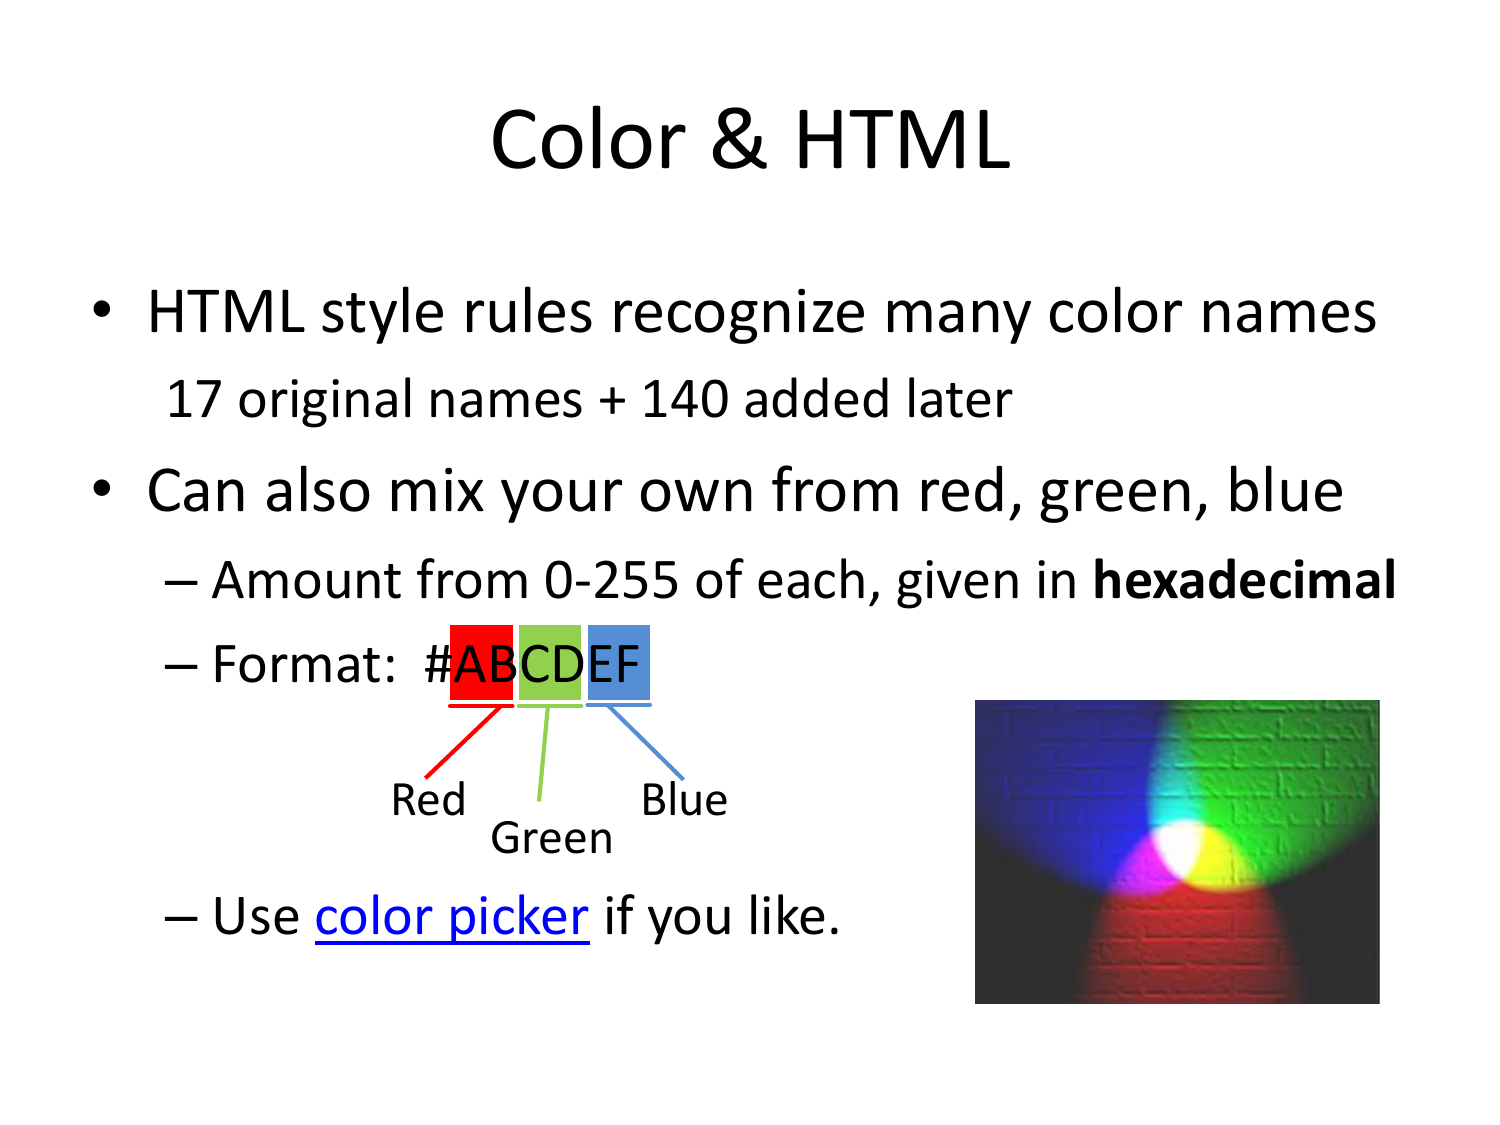 Color & HTML
• HTML style rules recognize many color names
17 original names + 140 added later
• Can also mix your own from red, green, blue
– Amount from 0-255 of each, given in hexadecimal
– Format: #ABCDEF
Red
Green
Blue
– Use color picker if you like.